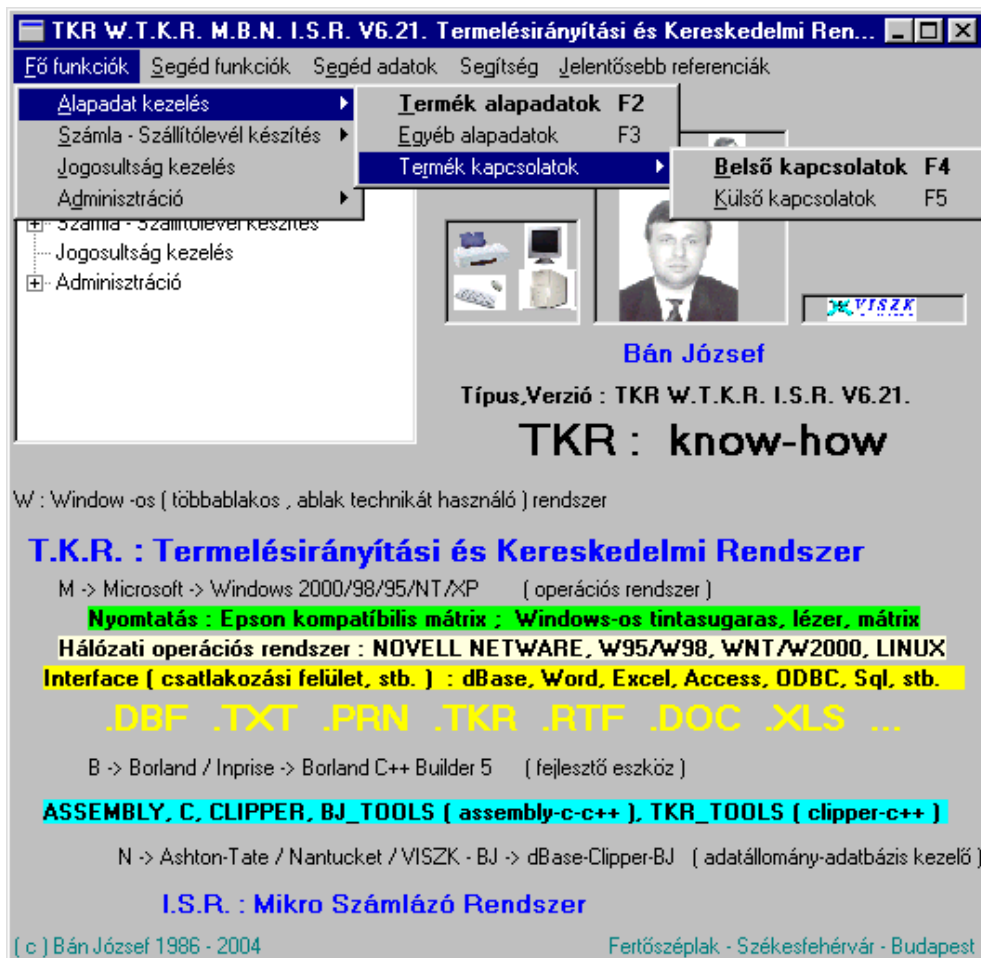 TKR W.T.K.R. M.B.N. I.S.R. V6.21. Termelésirányítási és Kereskedelmi Ren...
Fő funkciók Segéd funkciók Segéd adatok Segítség Jelentősebb referenciák
Alapadat kezelés
Számla - Szállítólevél készítés
Jogosultság kezelés
Adminisztráció
Termék alapadatok F2
Egyéb alapadatok F3
Termék kapcsolatok
Belső kapcsolatok F4
Külső kapcsolatok F5
Számla - Szállítólevél készítés
Jogosultság kezelés
Adminisztráció
VISZK
Bán József
Típus,Verzió : TKR W.T.K.R. I.S.R. V6.21.
TKR : know-how
W : Window -os ( többablakos , ablak technikát használó ) rendszer
T.K.R. : Termelésirányítási és Kereskedelmi Rendszer
M -> Microsoft -> Windows 2000/98/95/NT/XP ( operációs rendszer )
Nyomtatás : Epson kompatíbilis mátrix ; Windows-os tintasugaras, lézer, mátrix
Hálózati operációs rendszer : NOVELL NETWARE, W95/W98, WNT/W2000, LINUX
Interface ( csatlakozási felület, stb. ) : dBase, Word, Excel, Access, ODBC, Sql, stb.
.DBF .TXT .PRN .TKR .RTF .DOC .XLS ...
B -> Borland / Inprise -> Borland C++ Builder 5 ( fejlesztő eszköz )
ASSEMBLY, C, CLIPPER, BJ_TOOLS ( assembly-c-c++ ), TKR_TOOLS ( clipper-c++ )
N -> Ashton-Tate / Nantucket / VISZK - BJ -> dBase-Clipper-BJ ( adatállomány-adatbázis kezelő )
I.S.R. : Mikro Számlázó Rendszer
( c ) Bán József 1986 - 2004 Fertőszéplak - Székesfehérvár - Budapest